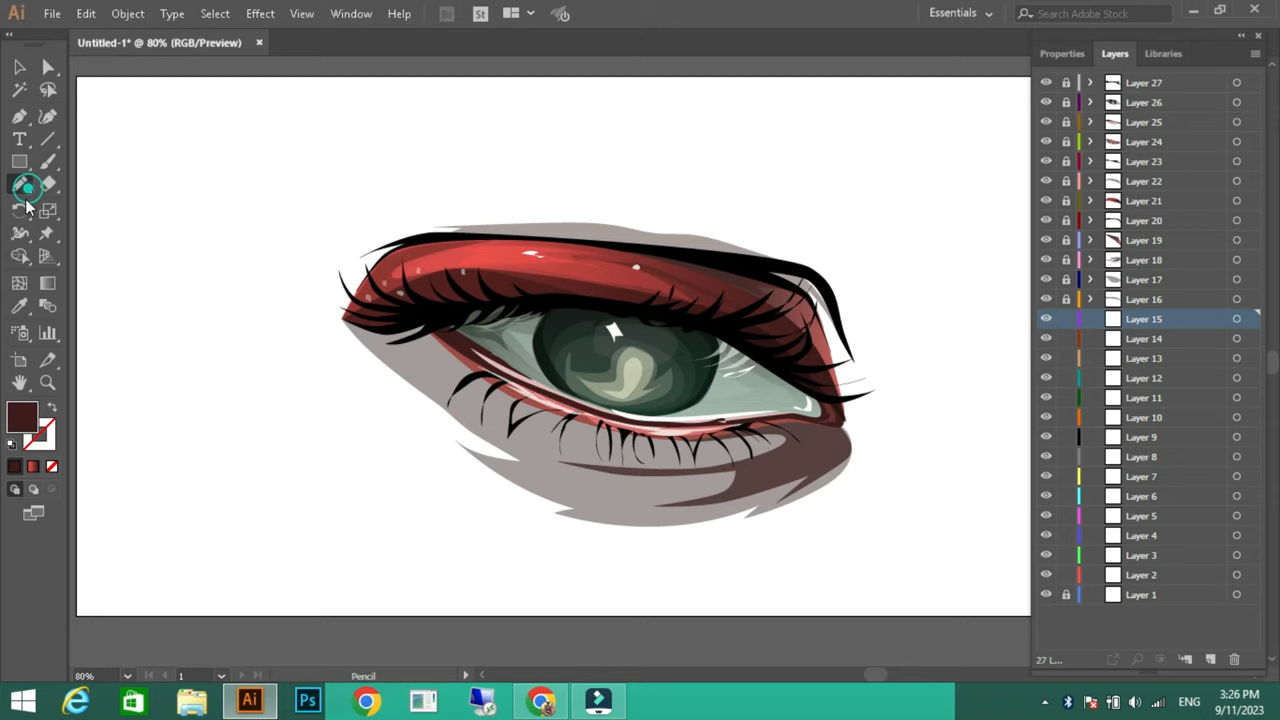 Ai File Edit Object Type Select Effect View Window Help Br St Essentials Search Adobe Stock
Untitled-1* @ 80% (RGB/Preview) ×
Properties Layers Libraries
Layer 27
Layer 26
Layer 25
Layer 24
Layer 23
Layer 22
Layer 21
Layer 20
Layer 19
Layer 18
Layer 17
Layer 16
Layer 15
Layer 14
Layer 13
Layer 12
Layer 11
Layer 10
Layer 9
Layer 8
Layer 7
Layer 6
Layer 5
Layer 4
Layer 3
Layer 2
Layer 1
27 L...
80% 1 Pencil
Ai Ps ENG 3:26 PM
9/11/2023